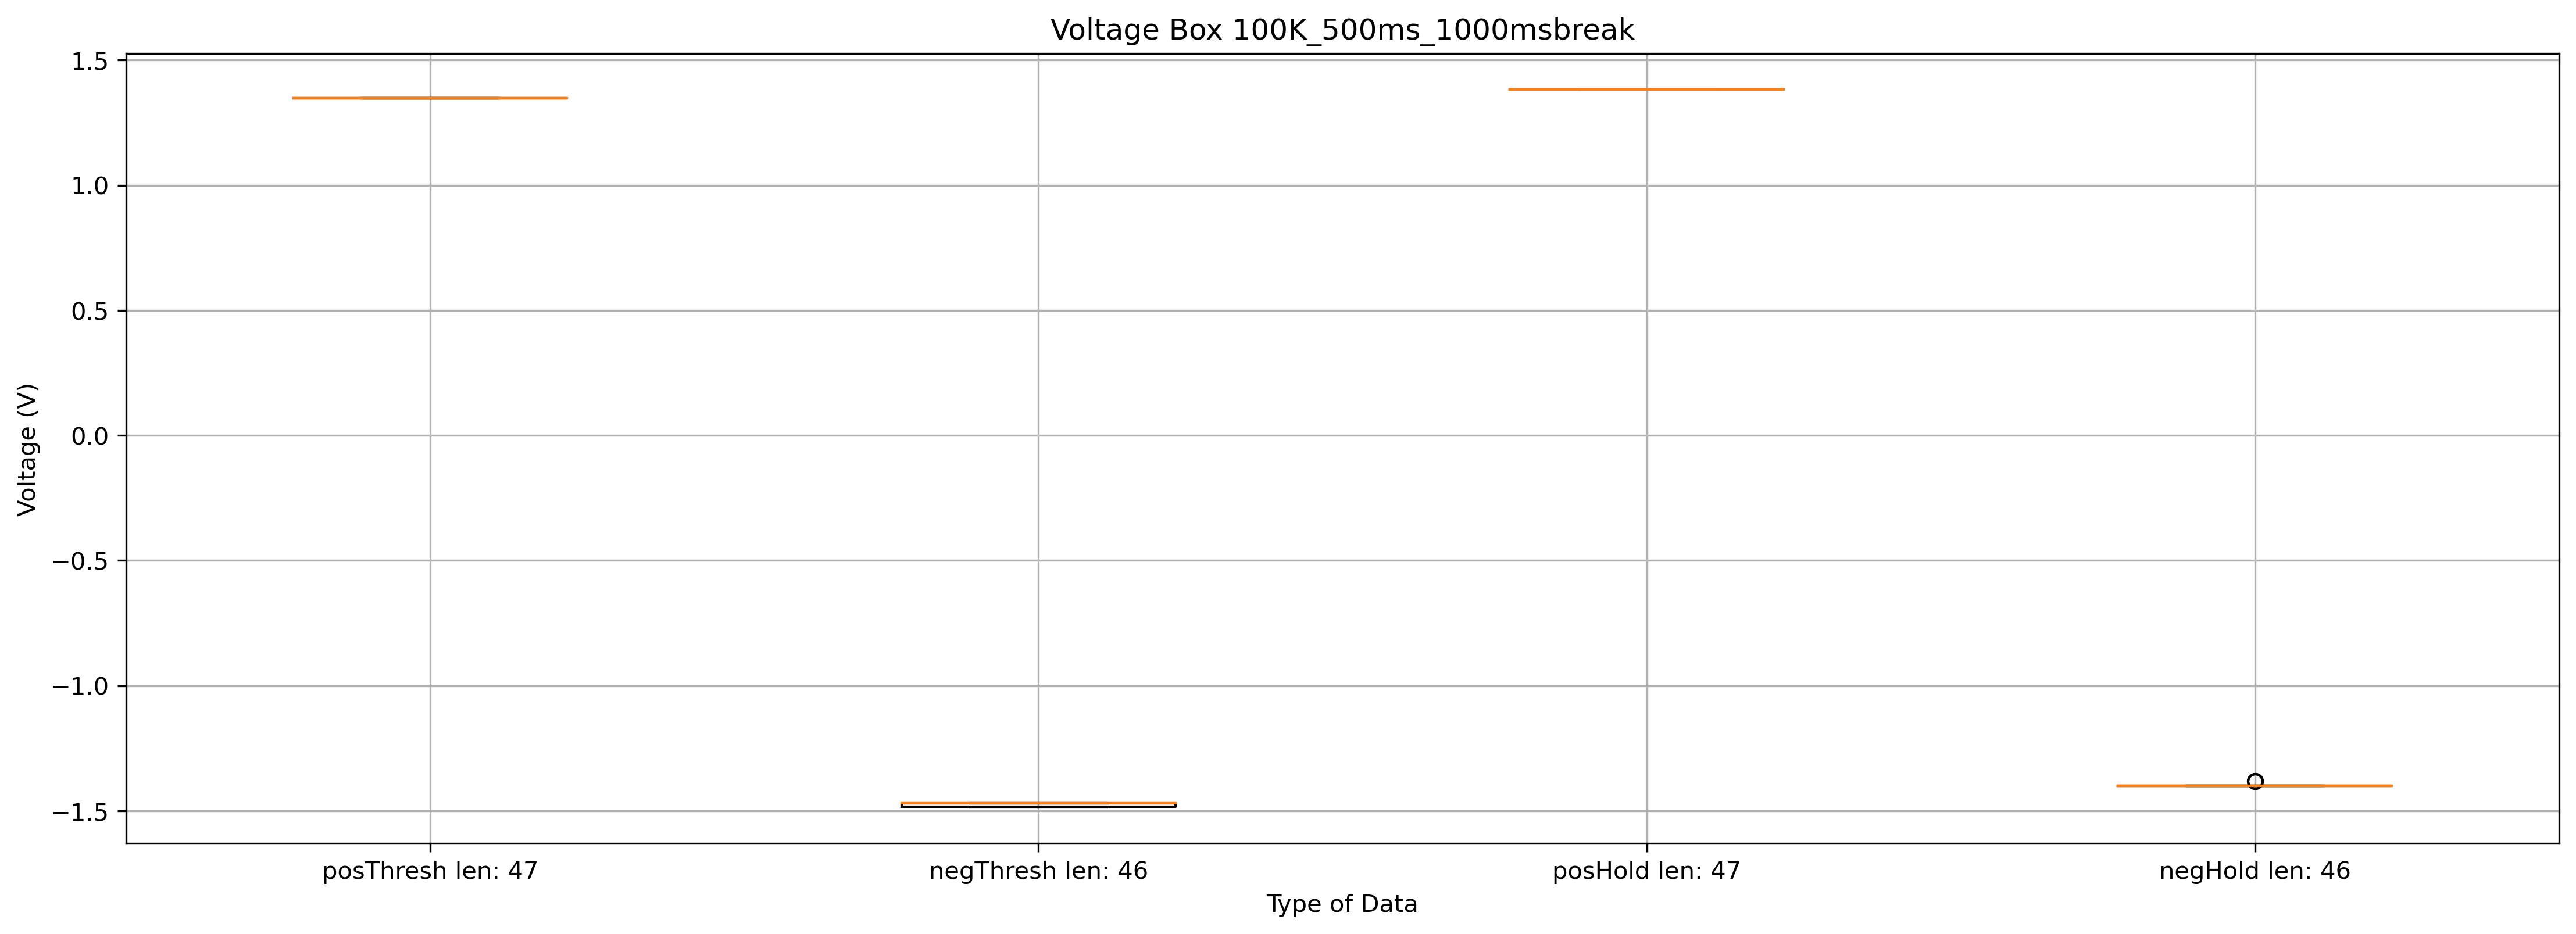 Voltage Box 100K_500ms_1000msbreak
1.5
1.0
0.5
0.0
−0.5
−1.0
−1.5
Voltage (V)
posThresh len: 47
negThresh len: 46
posHold len: 47
negHold len: 46
Type of Data